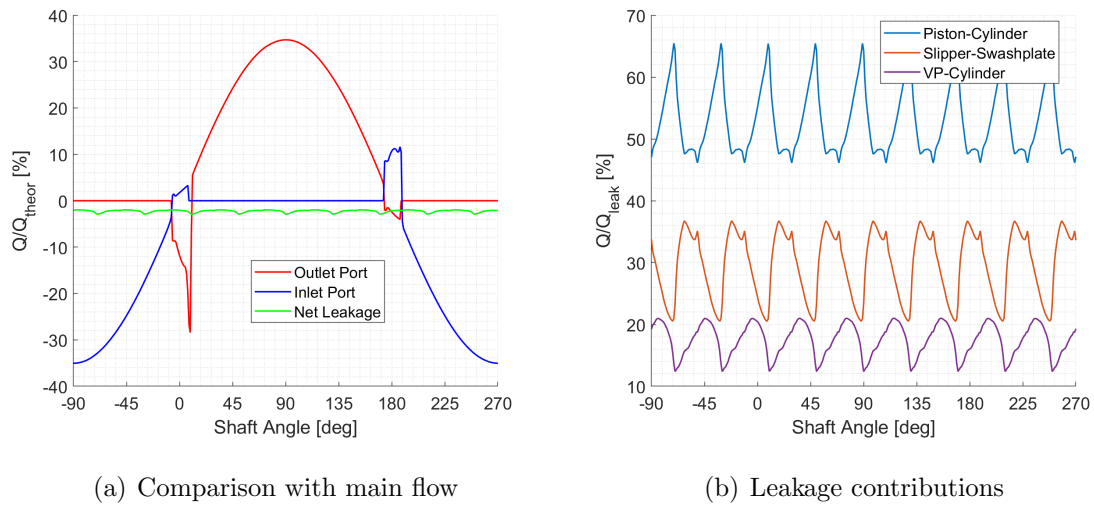 40
30
20
10
0
-10
-20
-30
-40
Q/Q_theor [%]
-90 -45 0 45 90 135 180 225 270
Shaft Angle [deg]
Outlet Port
Inlet Port
Net Leakage
(a) Comparison with main flow
70
60
50
40
30
20
10
Q/Q_leak [%]
-90 -45 0 45 90 135 180 225 270
Shaft Angle [deg]
Piston-Cylinder
Slipper-Swashplate
VP-Cylinder
(b) Leakage contributions